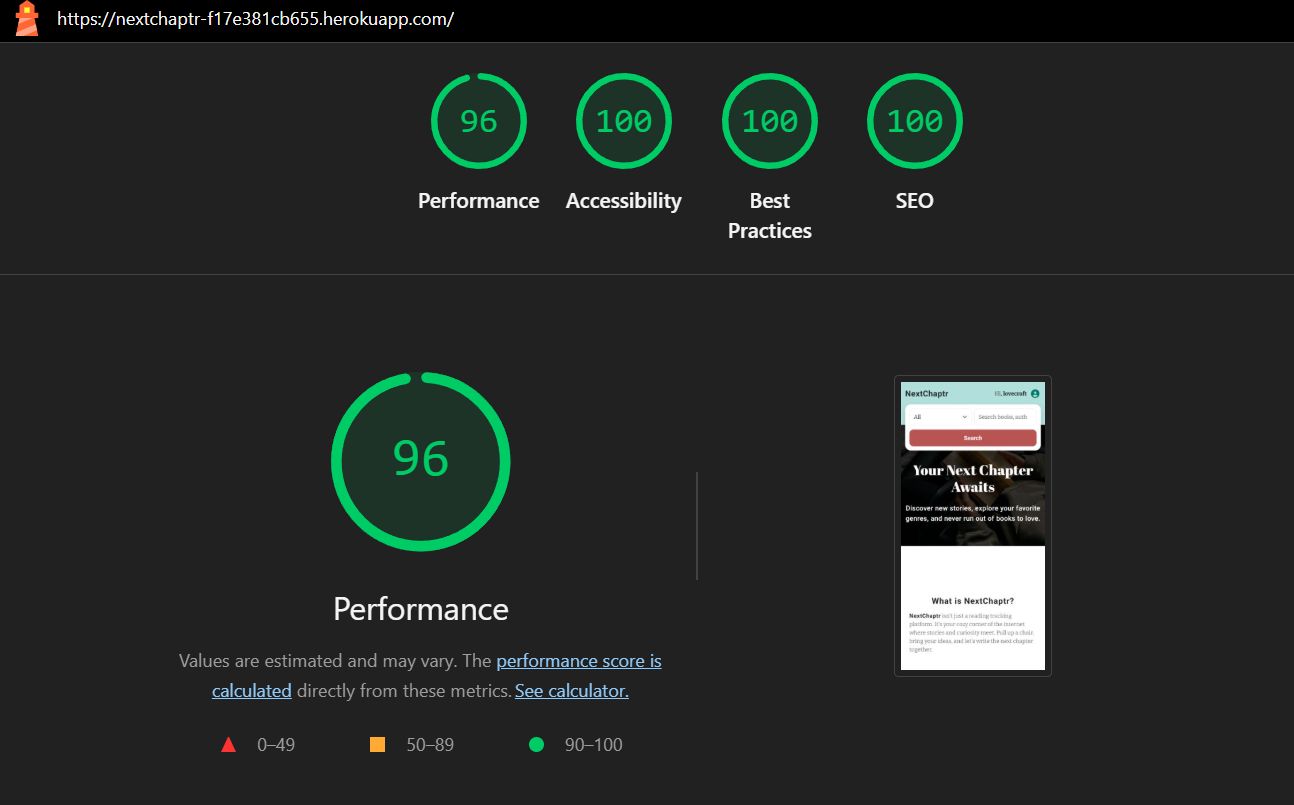 https://nextchaptr-f17e381cb655.herokuapp.com/
96
100
100
100
Performance
Accessibility
Best
Practices
SEO
96
Performance
Values are estimated and may vary. The performance score is
calculated directly from these metrics. See calculator.
0–49
50–89
90–100
NextChaptr
Hi, lovecraft
All
Search books, auth
Search
Your Next Chapter
Awaits
Discover new stories, explore your favorite
genres, and never run out of books to love.
What is NextChaptr?
NextChaptr isn't just a reading tracking
platform. It's your cozy corner of the internet
where stories and curiosity meet. Pull up a chair,
bring your ideas, and let's write the next chapter
together.